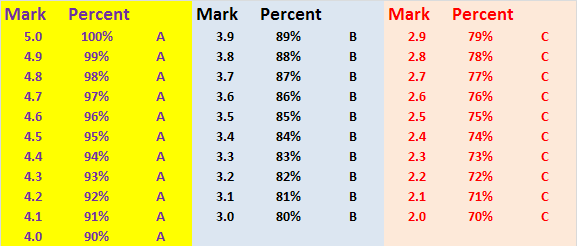 Mark Percent Mark Percent Mark Percent
5.0 100% A 3.9 89% B 2.9 79% C
4.9 99% A 3.8 88% B 2.8 78% C
4.8 98% A 3.7 87% B 2.7 77% C
4.7 97% A 3.6 86% B 2.6 76% C
4.6 96% A 3.5 85% B 2.5 75% C
4.5 95% A 3.4 84% B 2.4 74% C
4.4 94% A 3.3 83% B 2.3 73% C
4.3 93% A 3.2 82% B 2.2 72% C
4.2 92% A 3.1 81% B 2.1 71% C
4.1 91% A 3.0 80% B 2.0 70% C
4.0 90% A